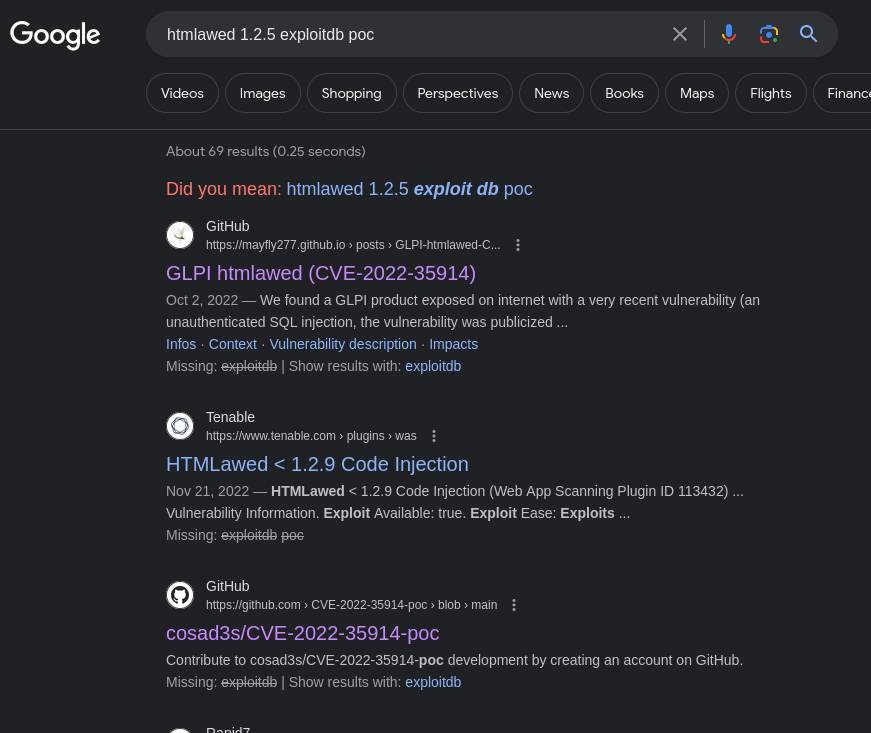 Google
htmlawed 1.2.5 exploitdb poc
Videos Images Shopping Perspectives News Books Maps Flights Finance
About 69 results (0.25 seconds)
Did you mean: htmlawed 1.2.5 exploit db poc
GitHub
https://mayfly277.github.io › posts › GLPI-htmlawed-C...
GLPI htmlawed (CVE-2022-35914)
Oct 2, 2022 — We found a GLPI product exposed on internet with a very recent vulnerability (an
unauthenticated SQL injection, the vulnerability was publicized ...
Infos · Context · Vulnerability description · Impacts
Missing: exploitdb | Show results with: exploitdb
Tenable
https://www.tenable.com › plugins › was
HTMLawed < 1.2.9 Code Injection
Nov 21, 2022 — HTMLawed < 1.2.9 Code Injection (Web App Scanning Plugin ID 113432) ...
Vulnerability Information. Exploit Available: true. Exploit Ease: Exploits ...
Missing: exploitdb poc
GitHub
https://github.com › CVE-2022-35914-poc › blob › main
cosad3s/CVE-2022-35914-poc
Contribute to cosad3s/CVE-2022-35914-poc development by creating an account on GitHub.
Missing: exploitdb | Show results with: exploitdb
Rapid7